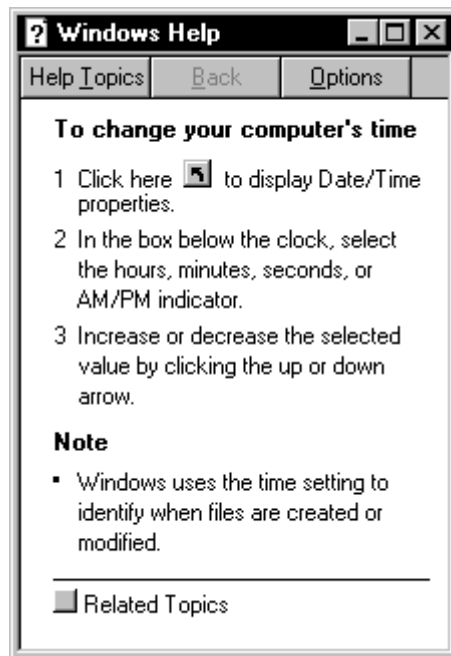 Windows Help
Help Topics Back Options
To change your computer's time
1 Click here to display Date/Time
properties.
2 In the box below the clock, select
the hours, minutes, seconds, or
AM/PM indicator.
3 Increase or decrease the selected
value by clicking the up or down
arrow.
Note
▪ Windows uses the time setting to
identify when files are created or
modified.
Related Topics